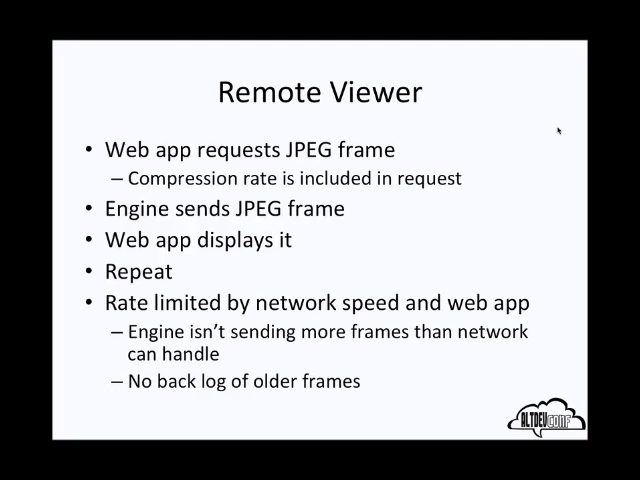 Remote Viewer
• Web app requests JPEG frame
– Compression rate is included in request
• Engine sends JPEG frame
• Web app displays it
• Repeat
• Rate limited by network speed and web app
– Engine isn’t sending more frames than network
can handle
– No back log of older frames
ALTDEVCONF